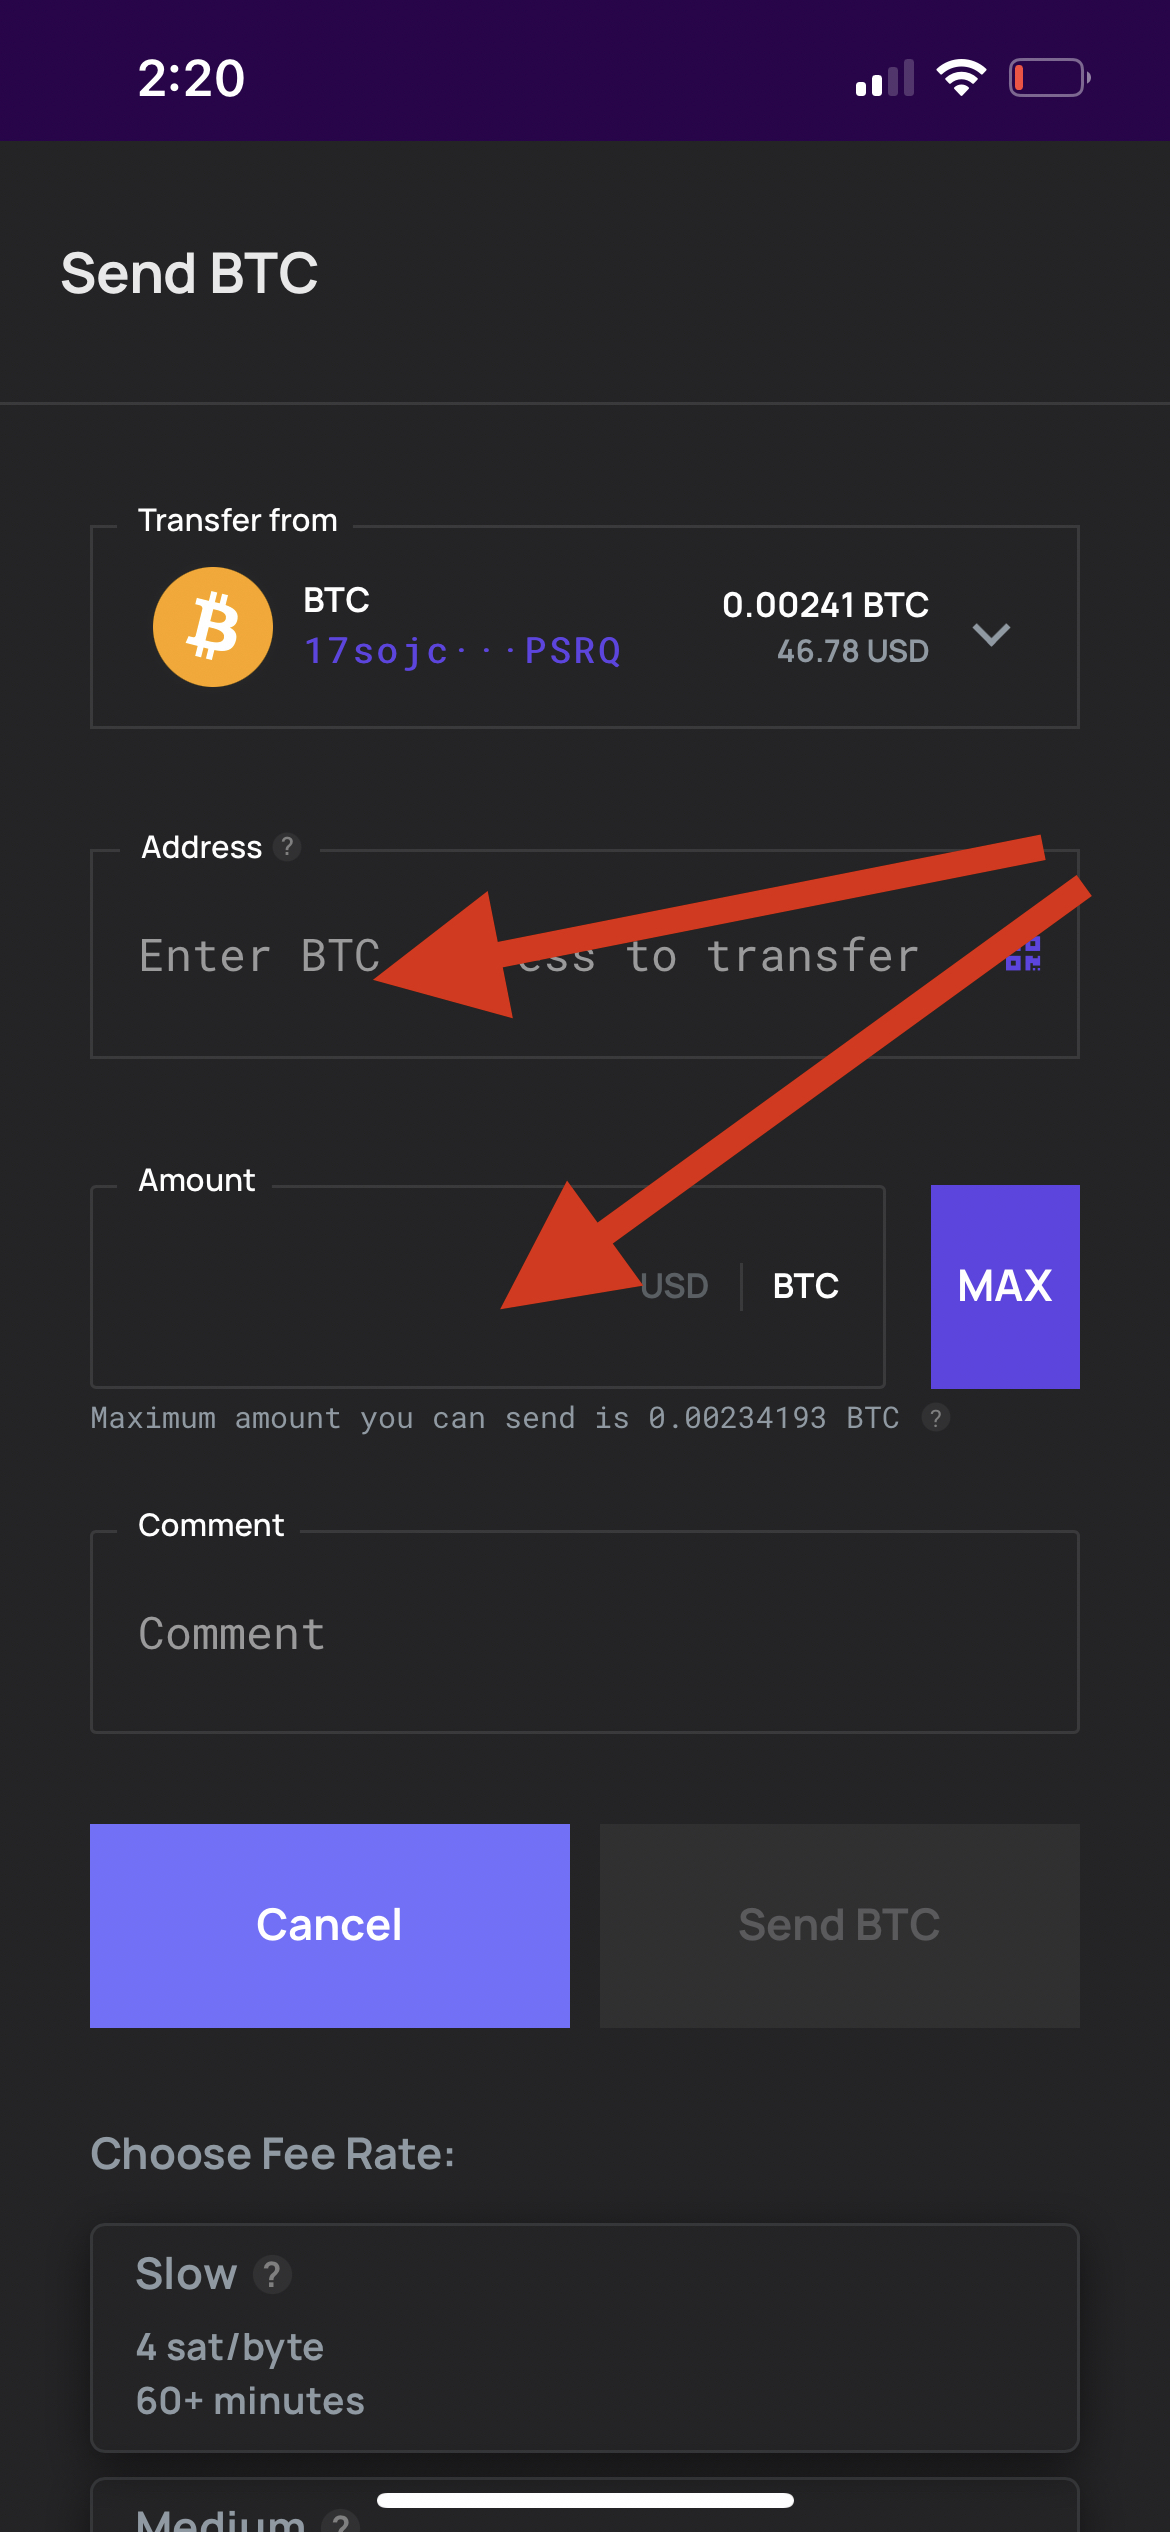 2:20
Send BTC
Transfer from
BTC
0.00241 BTC
17sojc···PSRQ
46.78 USD
Address ?
Enter BTC ess to transfer
Amount
USD | BTC
MAX
Maximum amount you can send is 0.00234193 BTC ?
Comment
Comment
Cancel
Send BTC
Choose Fee Rate:
Slow ?
4 sat/byte
60+ minutes
Medium ?